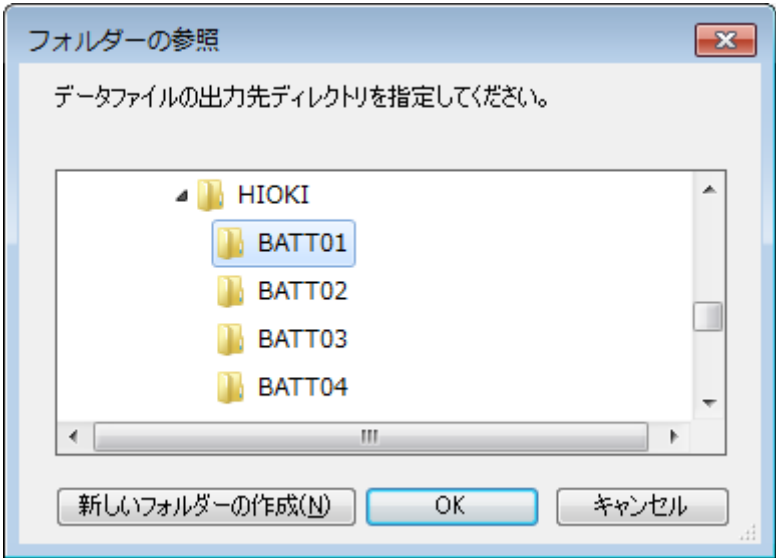 フォルダーの参照
データファイルの出力先ディレクトリを指定してください。
HIOKI
BATT01
BATT02
BATT03
BATT04
新しいフォルダーの作成(N) OK キャンセル